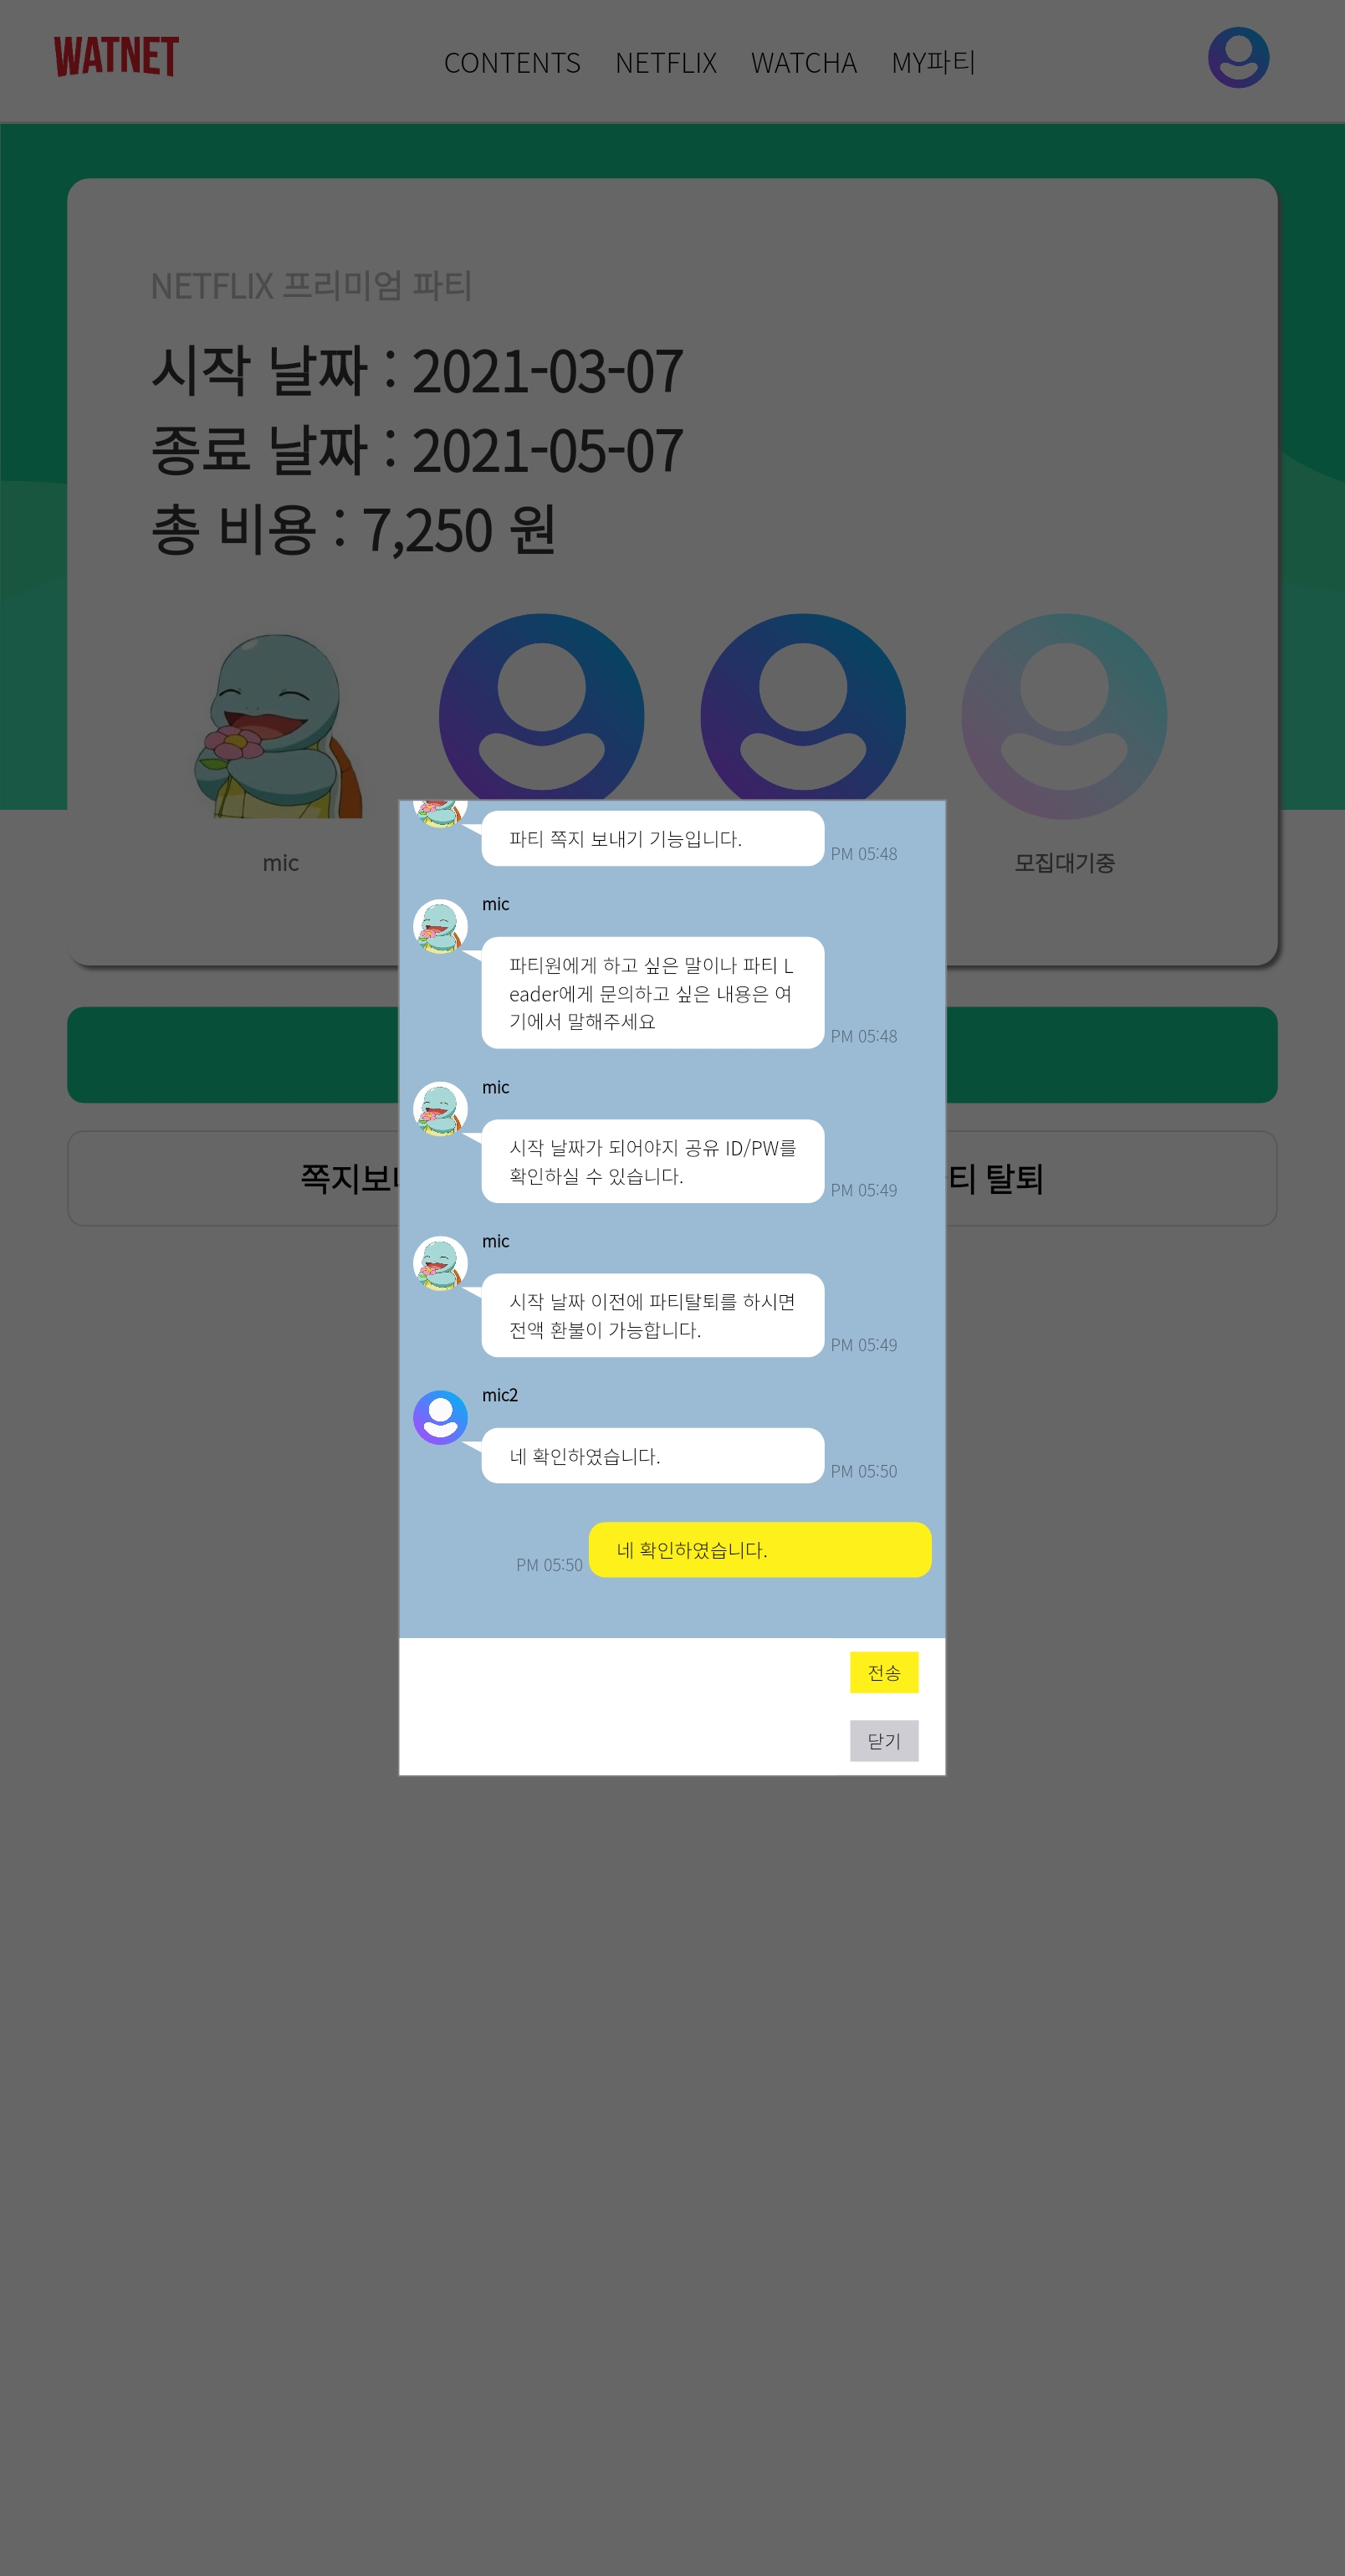 WATNET
CONTENTS NETFLIX WATCHA MY파티
NETFLIX 프리미엄 파티
시작 날짜 : 2021-03-07
종료 날짜 : 2021-05-07
총 비용 : 7,250 원
mic
모집대기중
쪽지보
티 탈퇴
파티 쪽지 보내기 기능입니다.
PM 05:48
mic
파티원에게 하고 싶은 말이나 파티 L
eader에게 문의하고 싶은 내용은 여
기에서 말해주세요
PM 05:48
mic
시작 날짜가 되어야지 공유 ID/PW를
확인하실 수 있습니다.
PM 05:49
mic
시작 날짜 이전에 파티탈퇴를 하시면
전액 환불이 가능합니다.
PM 05:49
mic2
네 확인하였습니다.
PM 05:50
네 확인하였습니다.
PM 05:50
전송
닫기